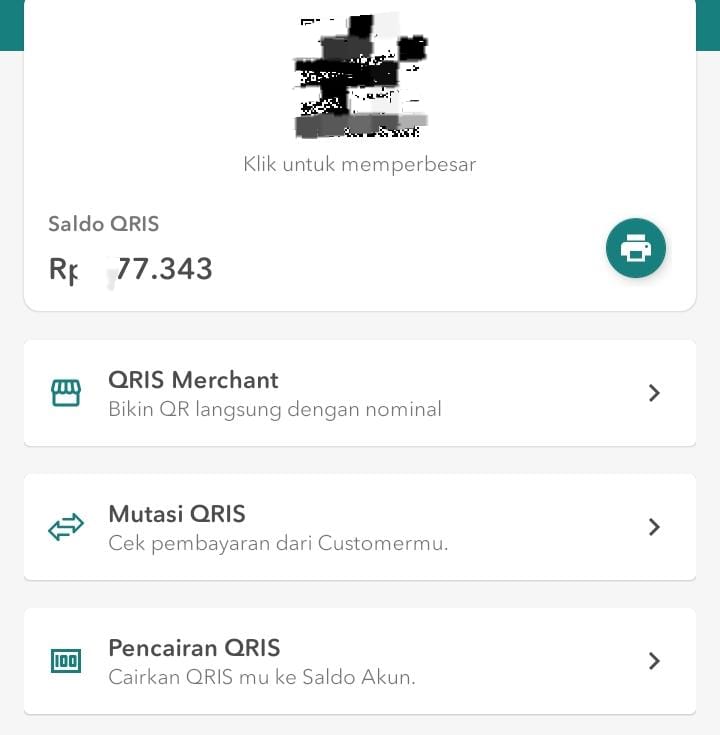 Klik untuk memperbesar
Saldo QRIS
Rp 77.343
QRIS Merchant
Bikin QR langsung dengan nominal
Mutasi QRIS
Cek pembayaran dari Customermu.
100
Pencairan QRIS
Cairkan QRIS mu ke Saldo Akun.